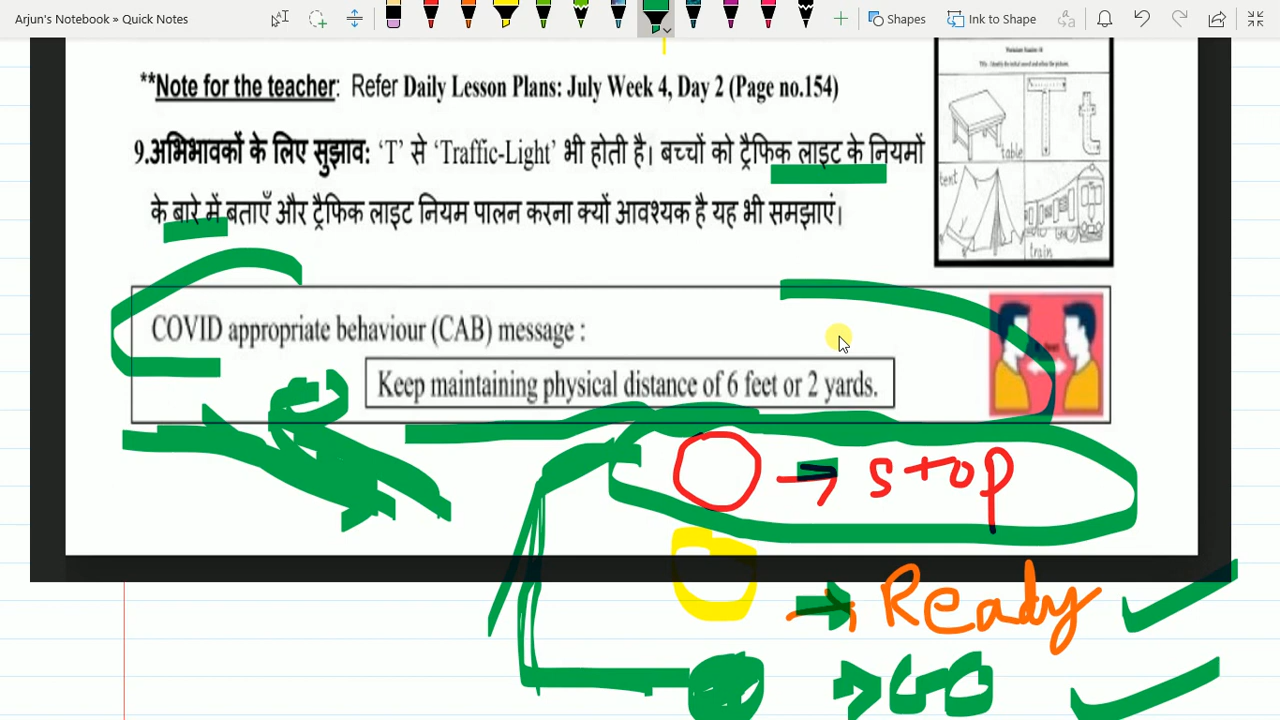 Arjun's Notebook » Quick Notes
Shapes
Ink to Shape
**Note for the teacher: Refer Daily Lesson Plans: July Week 4, Day 2 (Page no.154)
9.अभिभावकों के लिए सुझाव: ‘T’ से ‘Traffic-Light’ भी होती है। बच्चों को ट्रैफिक लाइट के नियमों
के बारे में बताएँ और ट्रैफिक लाइट नियम पालन करना क्यों आवश्यक है यह भी समझाएं।
table
T t
tent
train
COVID appropriate behaviour (CAB) message :
Keep maintaining physical distance of 6 feet or 2 yards.
→ stop
→ Ready
→ GO